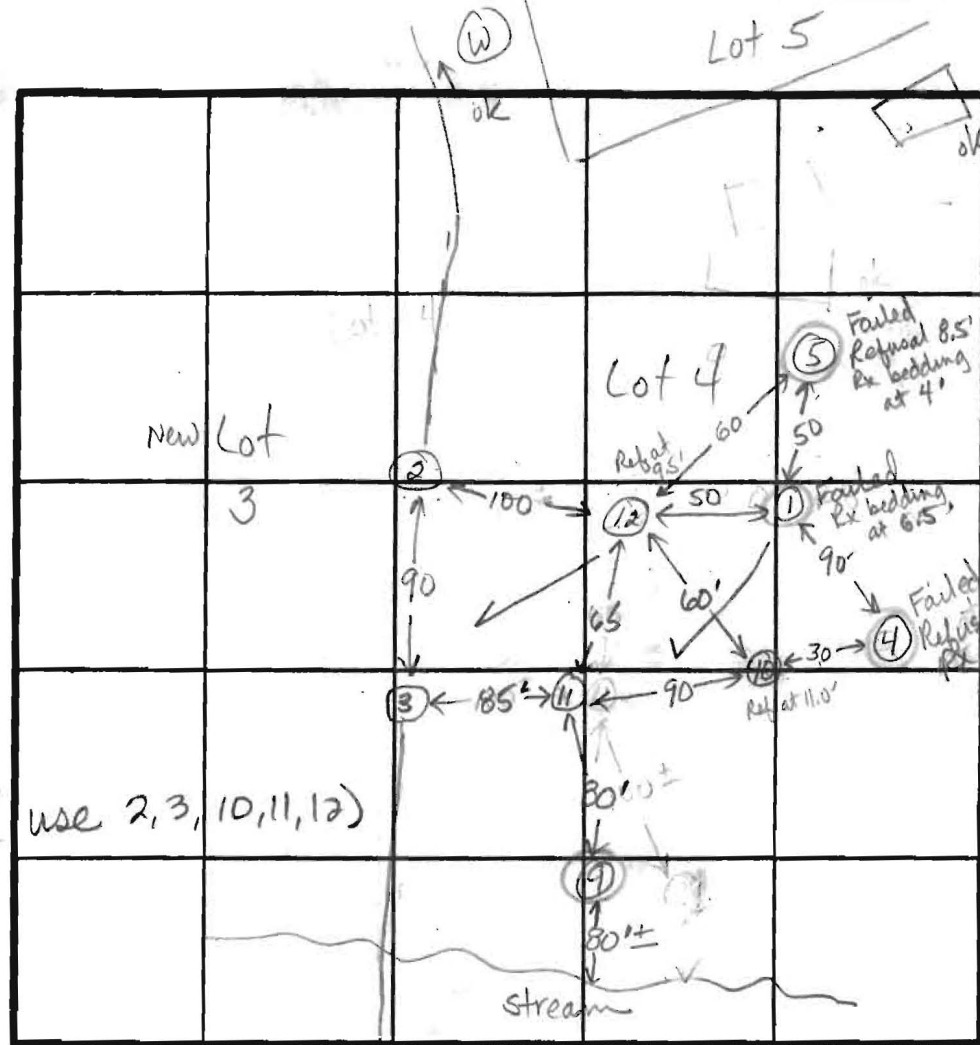 W
Lot 5
ok
ok
Lot 4
5
Failed
Refusal 8.5'
Rx bedding
at 4'
60
50
New Lot
3
2
100
Ref at
9.5'
12
50
1
Failed
Rx bedding
at 6.5'
90
90
65
60'
4
Failed
Rx
3
85'
11
90
10
30
Ref at 11.0'
use 2, 3, 10, 11, 12)
80'
60±
9
80'±
stream